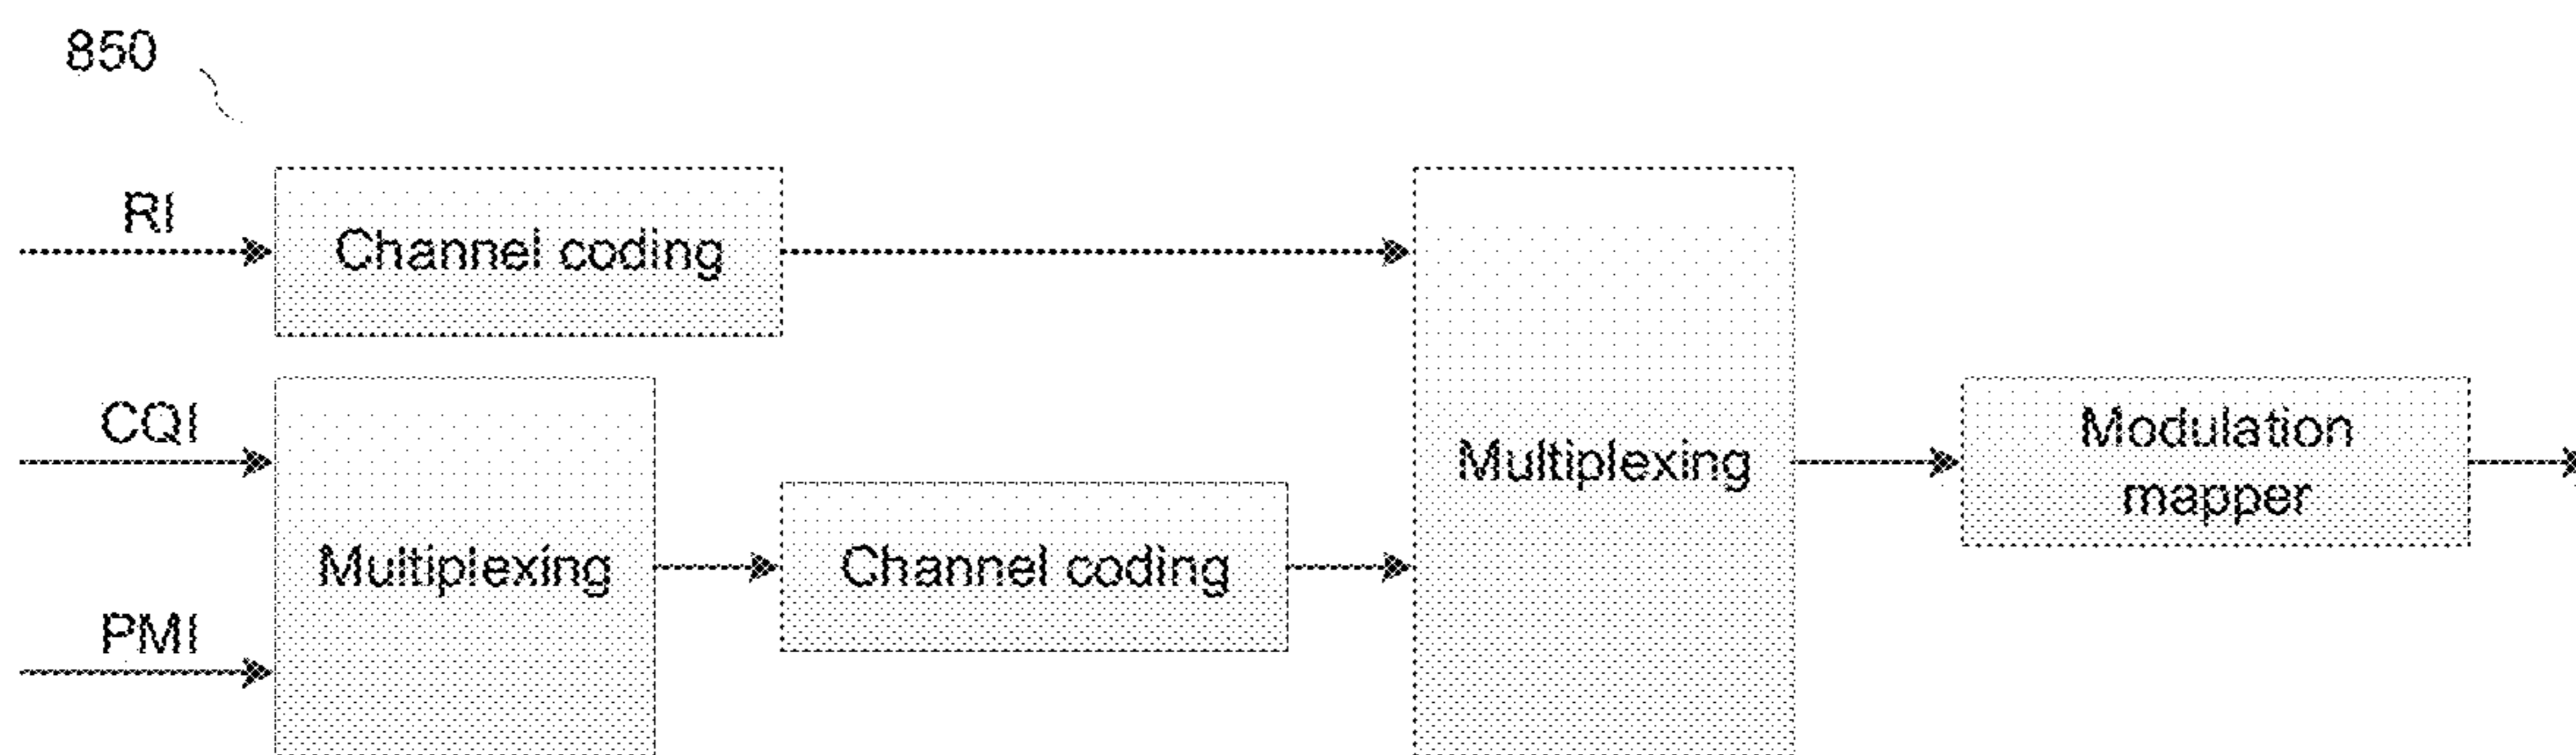 850
RI
Channel coding
CQI
Multiplexing
PMI
Channel coding
Multiplexing
Modulation
mapper